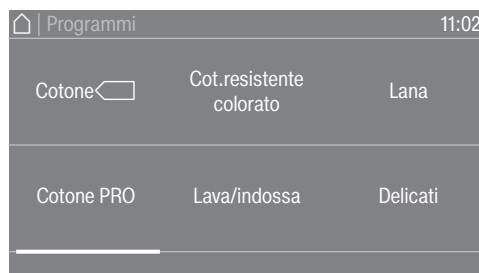 | Programmi 11:02
Cotone Cot.resistente colorato Lana
Cotone PRO Lava/indossa Delicati